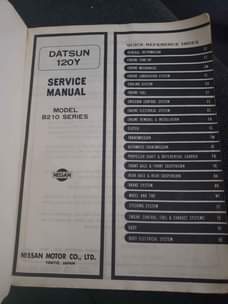 DATSUN
120Y
SERVICE
MANUAL
MODEL
B210 SERIES
NISSAN
NISSAN MOTOR CO., LTD.
TOKYO, JAPAN
QUICK REFERENCE INDEX
GENERAL INFORMATION
ENGINE TUNE-UP
ENGINE MECHANICAL
ENGINE LUBRICATION SYSTEM
COOLING SYSTEM
ENGINE FUEL
EMISSION CONTROL SYSTEM
ENGINE ELECTRICAL SYSTEM
ENGINE REMOVAL & INSTALLATION
CLUTCH
TRANSMISSION
AUTOMATIC TRANSMISSION
PROPELLER SHAFT & DIFFERENTIAL CARRIER
FRONT AXLE & FRONT SUSPENSION
REAR AXLE & REAR SUSPENSION
BRAKE SYSTEM
WHEEL AND TIRE
STEERING SYSTEM
ENGINE CONTROL, FUEL & EXHAUST SYSTEMS
BODY
BODY ELECTRICAL SYSTEM